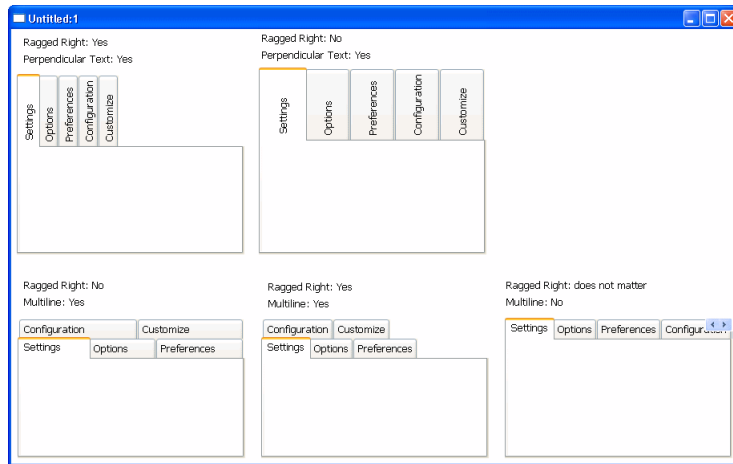 Untitled:1
Ragged Right: Yes
Perpendicular Text: Yes
Settings
Options
Preferences
Configuration
Customize
Ragged Right: No
Perpendicular Text: Yes
Settings
Options
Preferences
Configuration
Customize
Ragged Right: No
Multiline: Yes
Configuration Customize
Settings Options Preferences
Ragged Right: Yes
Multiline: Yes
Configuration Customize
Settings Options Preferences
Ragged Right: does not matter
Multiline: No
Settings Options Preferences